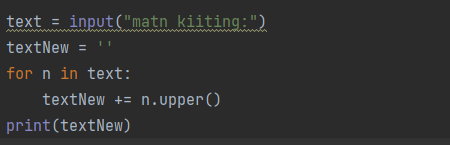 text = input("matn kiiting:")
textNew = ''
for n in text:
    textNew += n.upper()
print(textNew)